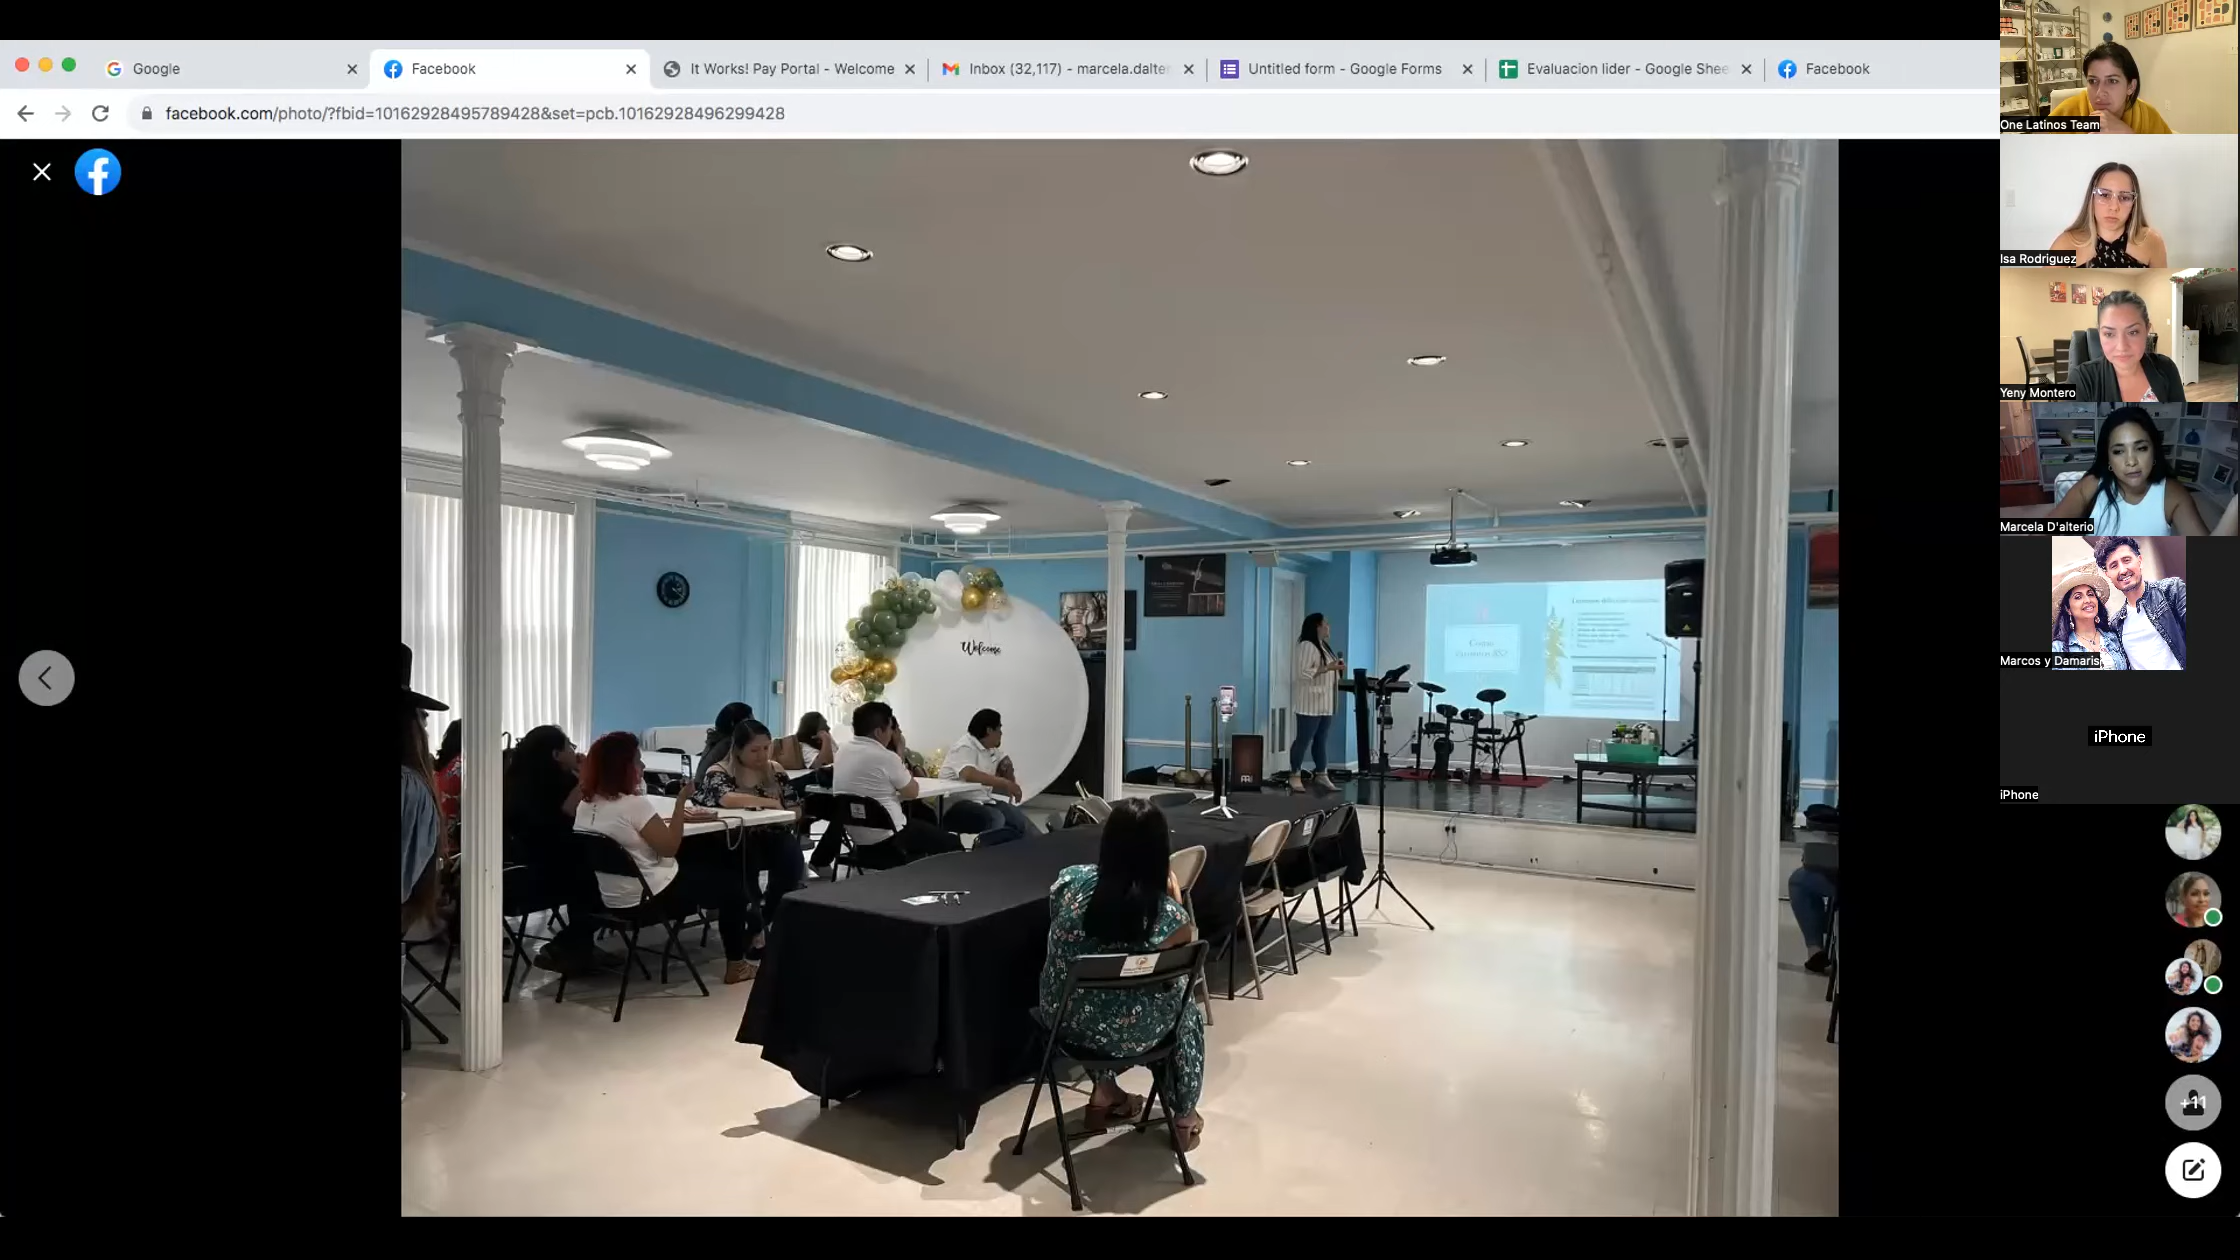 Google
Facebook
It Works! Pay Portal - Welcome
Inbox (32,117) - marcela.dalter
Untitled form - Google Forms
Evaluacion lider - Google Shee
Facebook
facebook.com/photo/?fbid=10162928495789428&set=pcb.10162928496299428
Welcome
One Latinos Team
Isa Rodriguez
Yeny Montero
Marcela D'alterio
Marcos y Damaris
iPhone
iPhone
+11